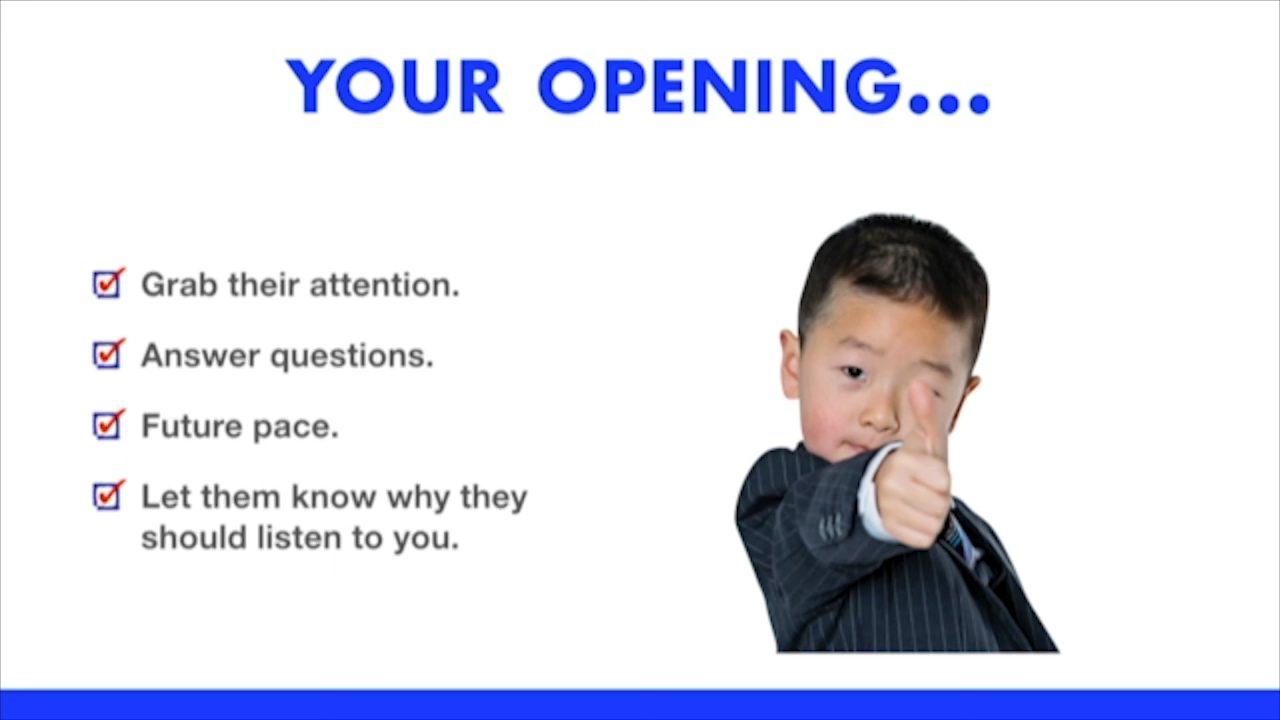 YOUR OPENING...
Grab their attention.
Answer questions.
Future pace.
Let them know why they
should listen to you.